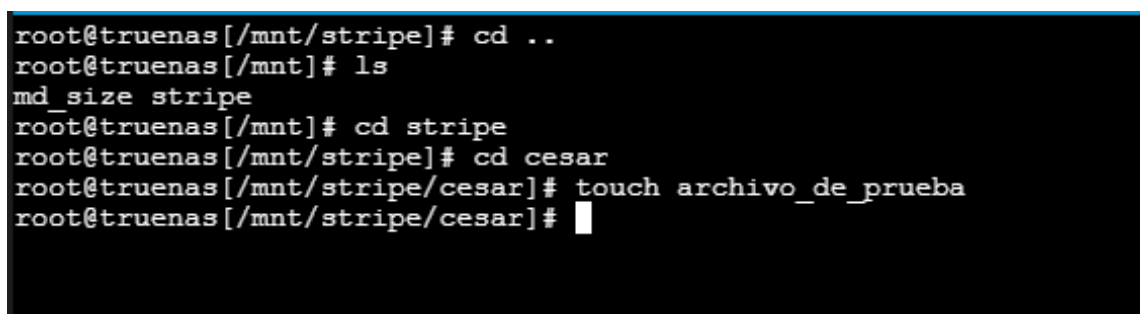 root@truenas[/mnt/stripe]# cd ..
root@truenas[/mnt]# ls
md_size stripe
root@truenas[/mnt]# cd stripe
root@truenas[/mnt/stripe]# cd cesar
root@truenas[/mnt/stripe/cesar]# touch archivo_de_prueba
root@truenas[/mnt/stripe/cesar]#